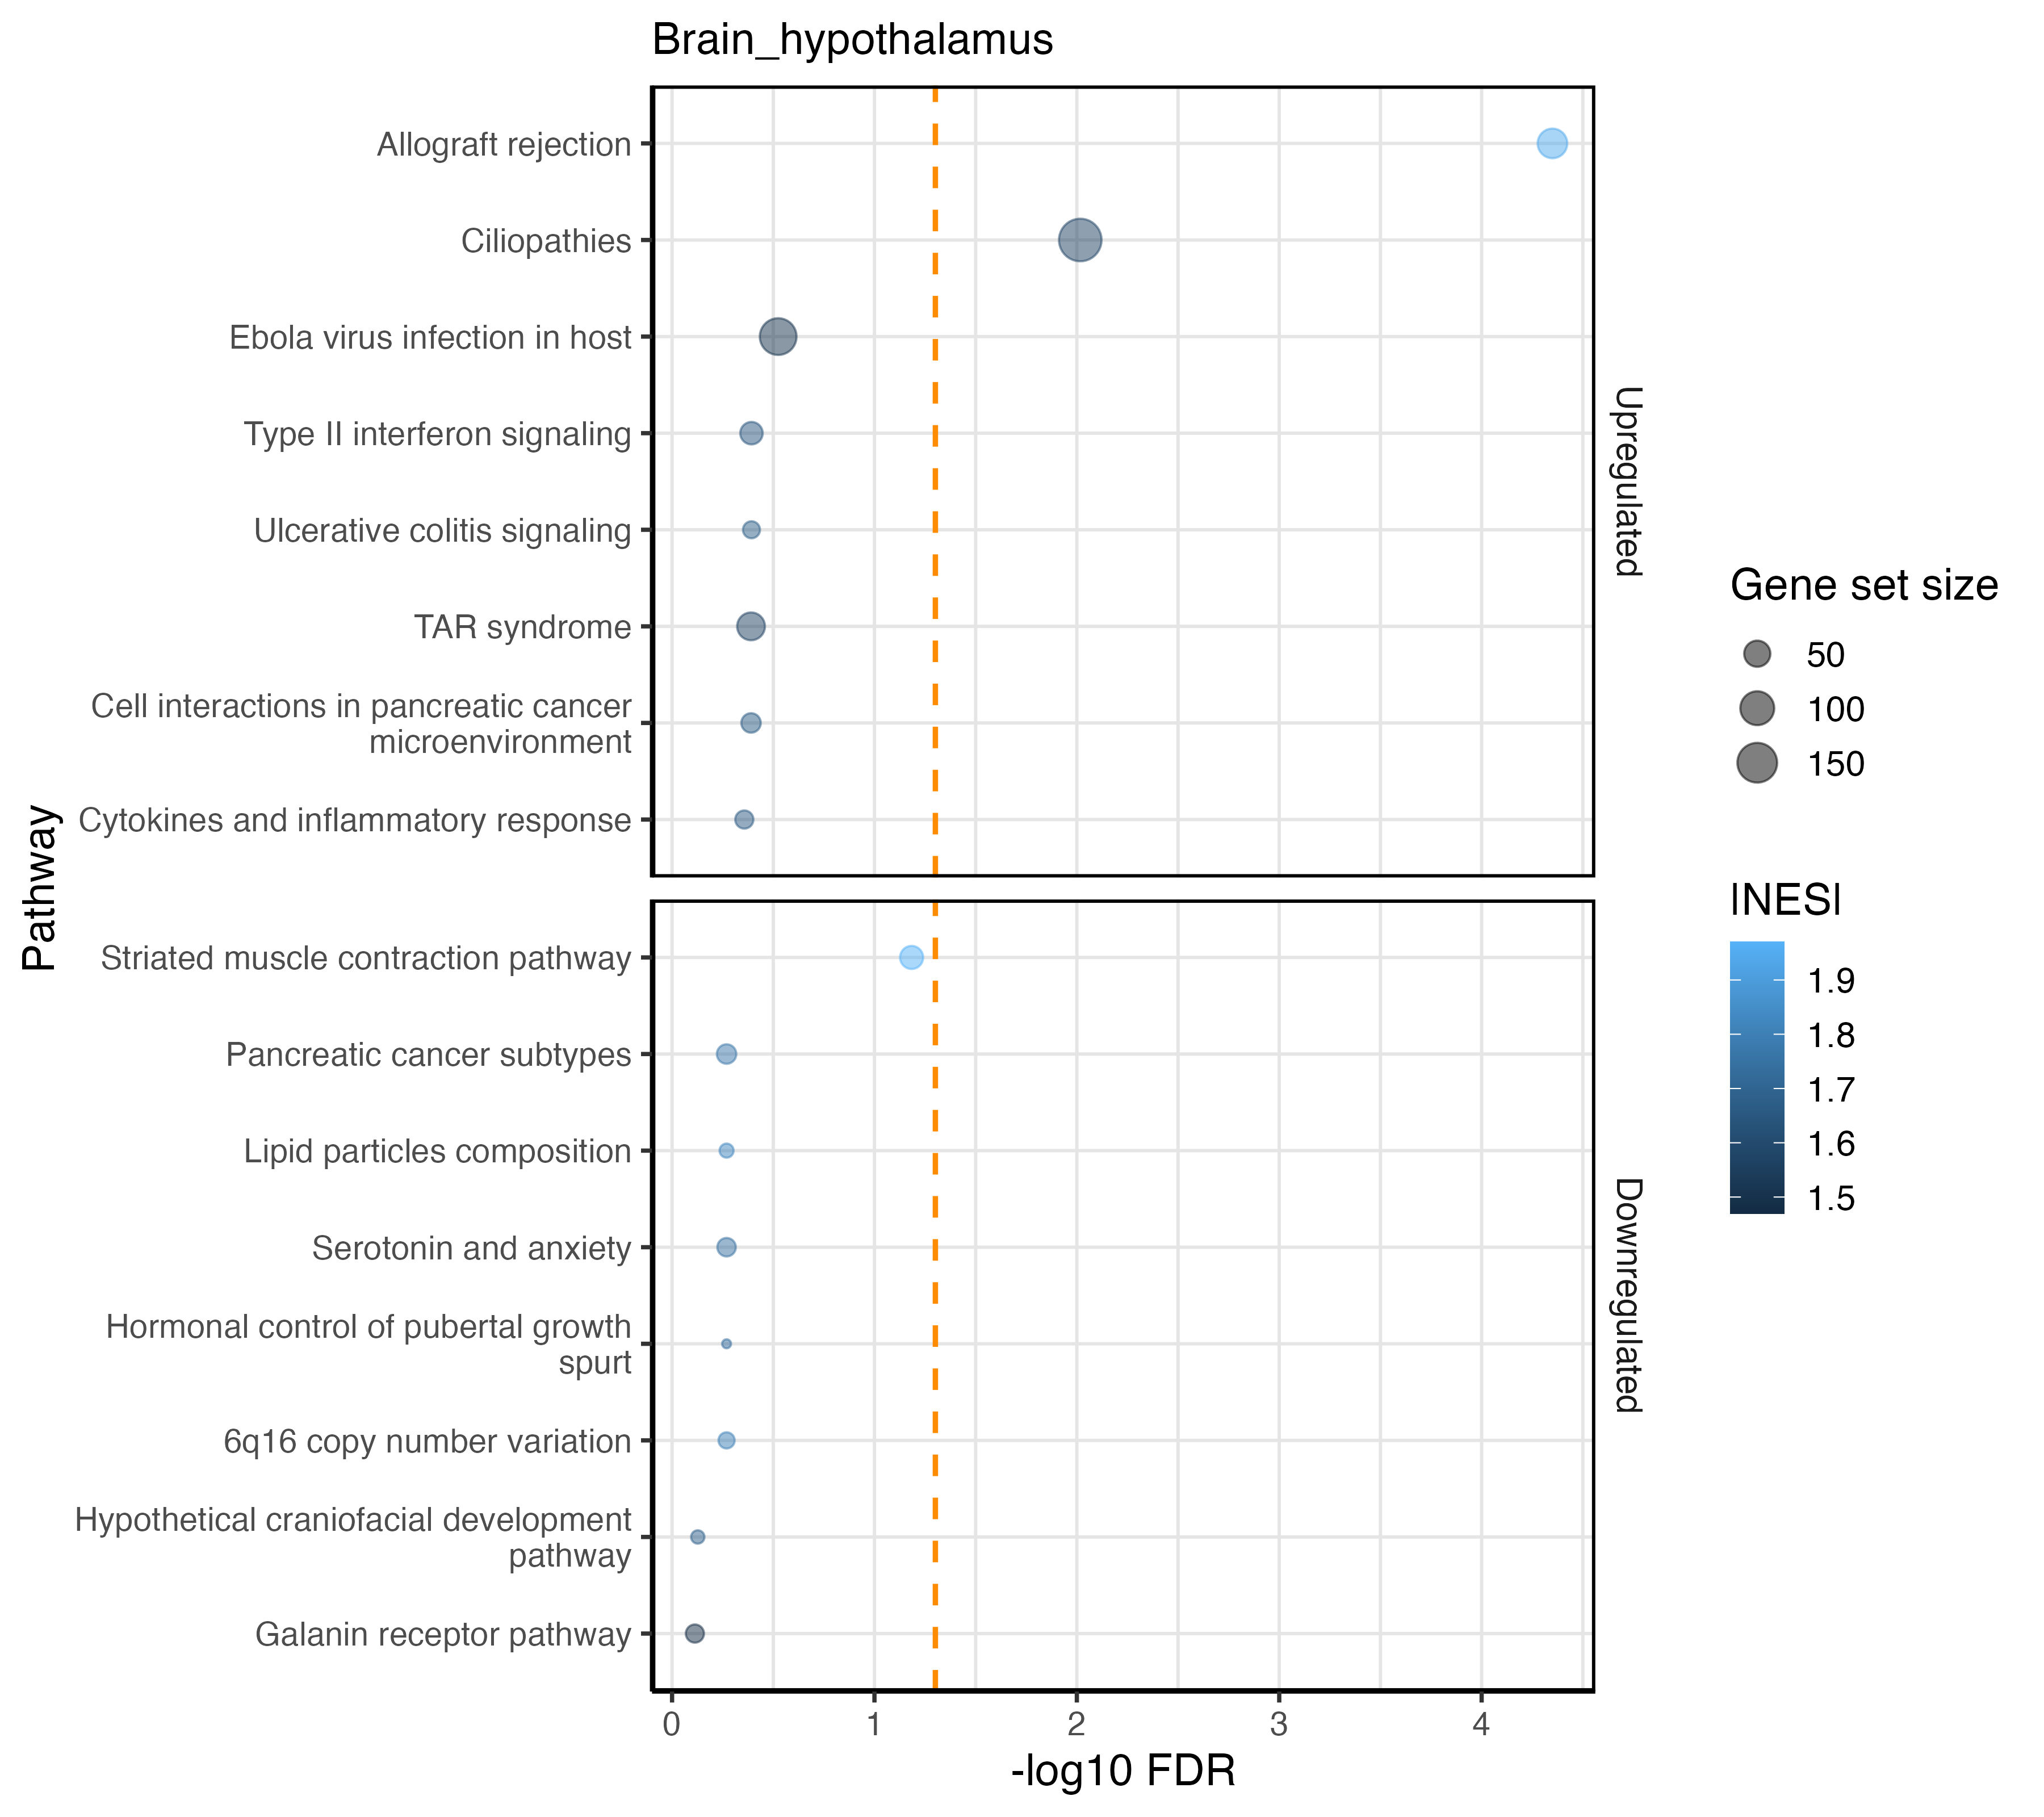 Brain_hypothalamus
Allograft rejection
Ciliopathies
Ebola virus infection in host
Type II interferon signaling
Ulcerative colitis signaling
TAR syndrome
Cell interactions in pancreatic cancer
microenvironment
Cytokines and inflammatory response
Upregulated
Striated muscle contraction pathway
Pancreatic cancer subtypes
Lipid particles composition
Serotonin and anxiety
Hormonal control of pubertal growth
spurt
6q16 copy number variation
Hypothetical craniofacial development
pathway
Galanin receptor pathway
Downregulated
Pathway
0
1
2
3
4
-log10 FDR
Gene set size
50
100
150
|NES|
1.9
1.8
1.7
1.6
1.5